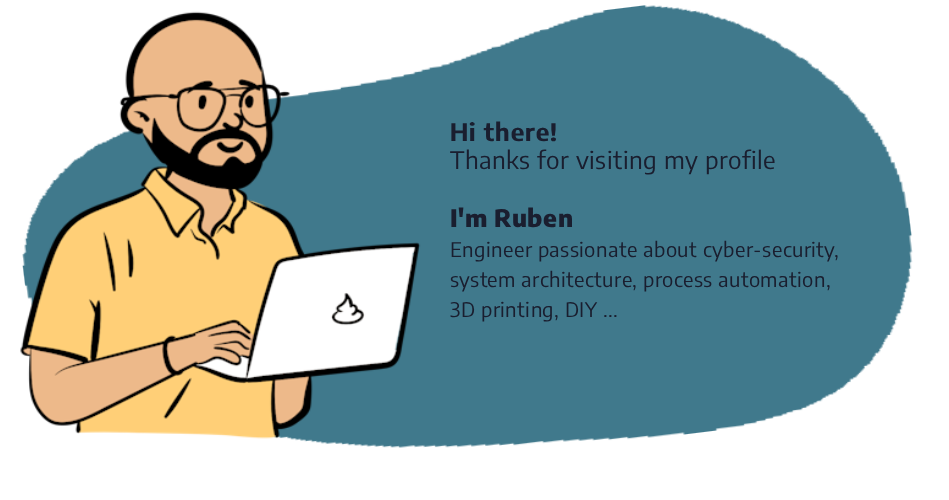 Hi there!
Thanks for visiting my profile
I'm Ruben
Engineer passionate about cyber-security,
system architecture, process automation,
3D printing, DIY ...